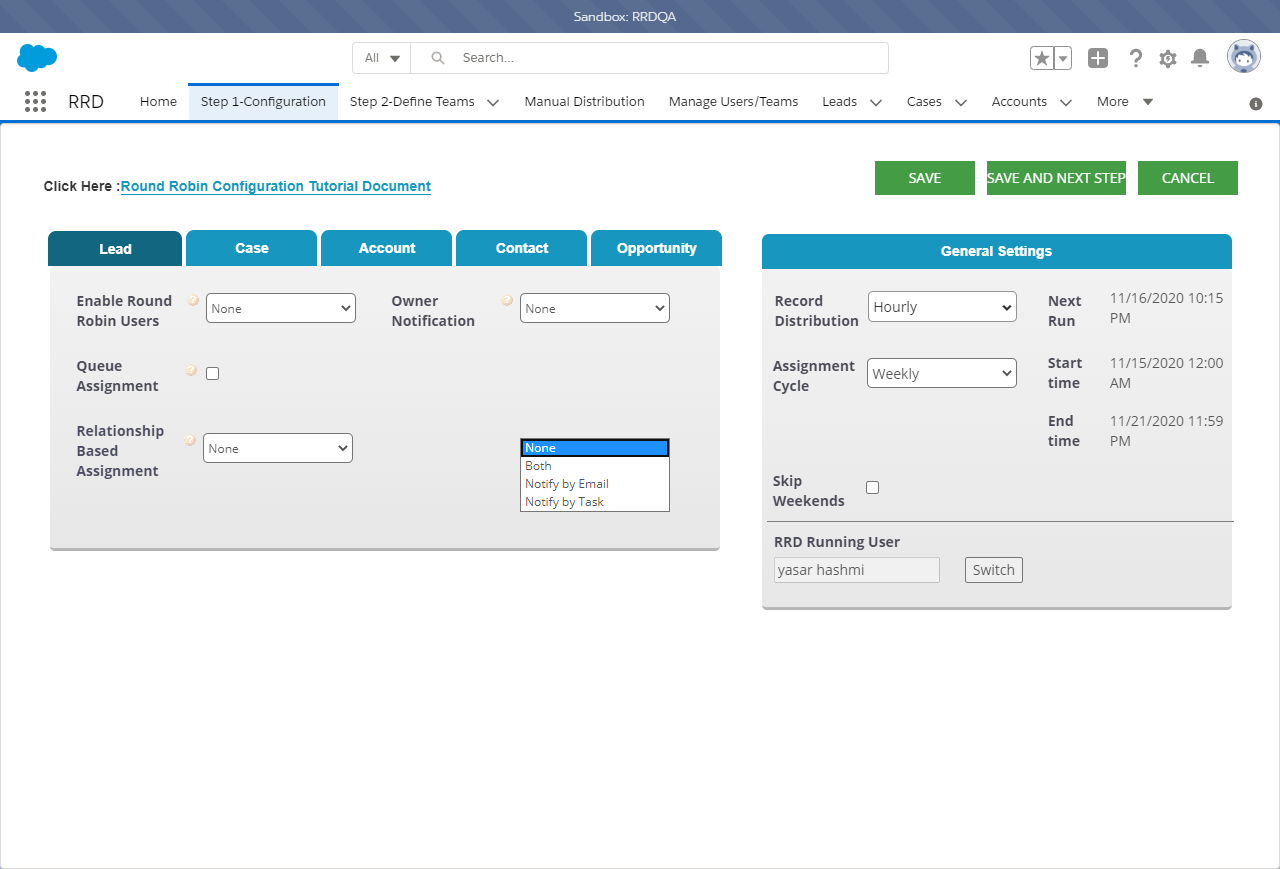 Sandbox: RRDQA
All
Search...
RRD
Home
Step 1-Configuration
Step 2-Define Teams
Manual Distribution
Manage Users/Teams
Leads
Cases
Accounts
More
Click Here :Round Robin Configuration Tutorial Document
SAVE
SAVE AND NEXT STEP
CANCEL
Lead
Case
Account
Contact
Opportunity
Enable Round
Robin Users
?
None
Owner
Notification
?
None
Queue
Assignment
?
Relationship
Based
Assignment
?
None
None
Both
Notify by Email
Notify by Task
General Settings
Record
Distribution
Hourly
Next
Run
11/16/2020 10:15
PM
Assignment
Cycle
Weekly
Start
time
11/15/2020 12:00
AM
End
time
11/21/2020 11:59
PM
Skip
Weekends
RRD Running User
yasar hashmi
Switch